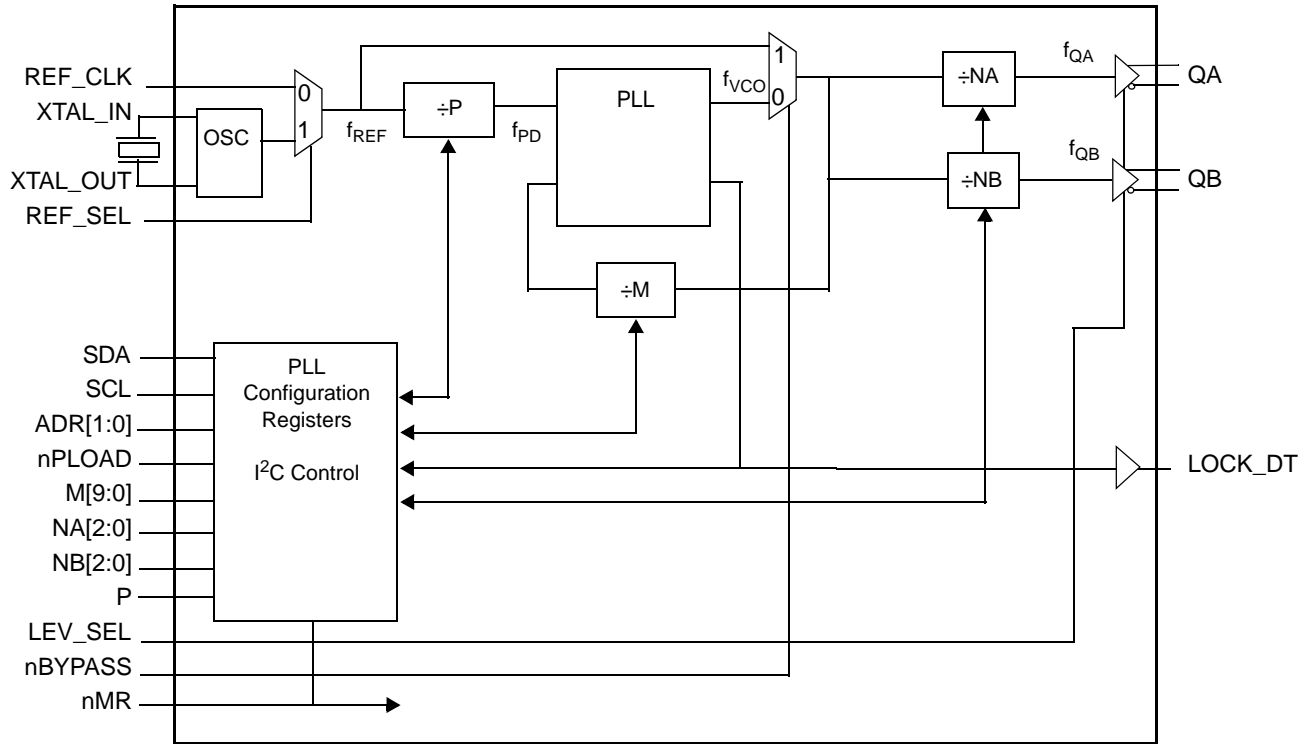 REF_CLK
XTAL_IN
XTAL_OUT
REF_SEL
OSC
0
1
fREF
÷P
fPD
PLL
fVCO
1
0
÷M
÷NA
÷NB
fQA
fQB
QA
QB
SDA
SCL
ADR[1:0]
nPLOAD
M[9:0]
NA[2:0]
NB[2:0]
P
LEV_SEL
nBYPASS
nMR
PLL
Configuration
Registers
I²C Control
LOCK_DT